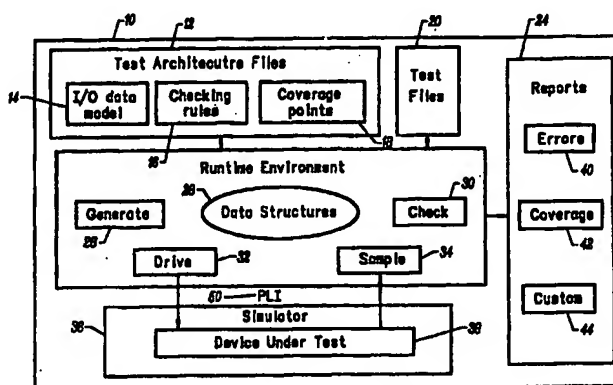 10
12
20
24
Test Architecutre Files
Test
Files
Reports
14
I/O data
model
Checking
rules
Coverage
points
16
18
Errore
40
Runtime Environment
28
Data Structures
30
Generate
Check
26
Coverage
42
Drive
32
Sample
34
60
PLI
Simulator
Custom
44
36
Device Under Test
38